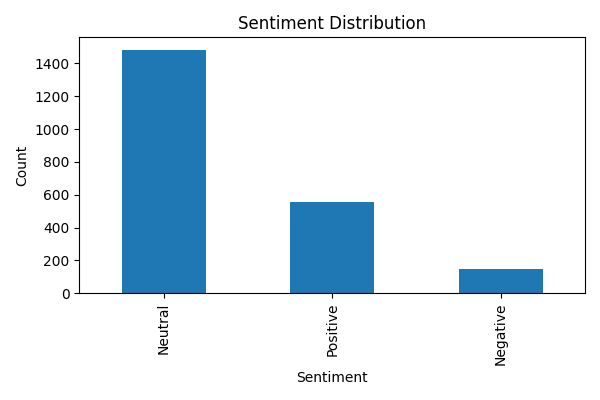 Sentiment Distribution
Count
1400
1200
1000
800
600
400
200
0
Neutral
Positive
Negative
Sentiment